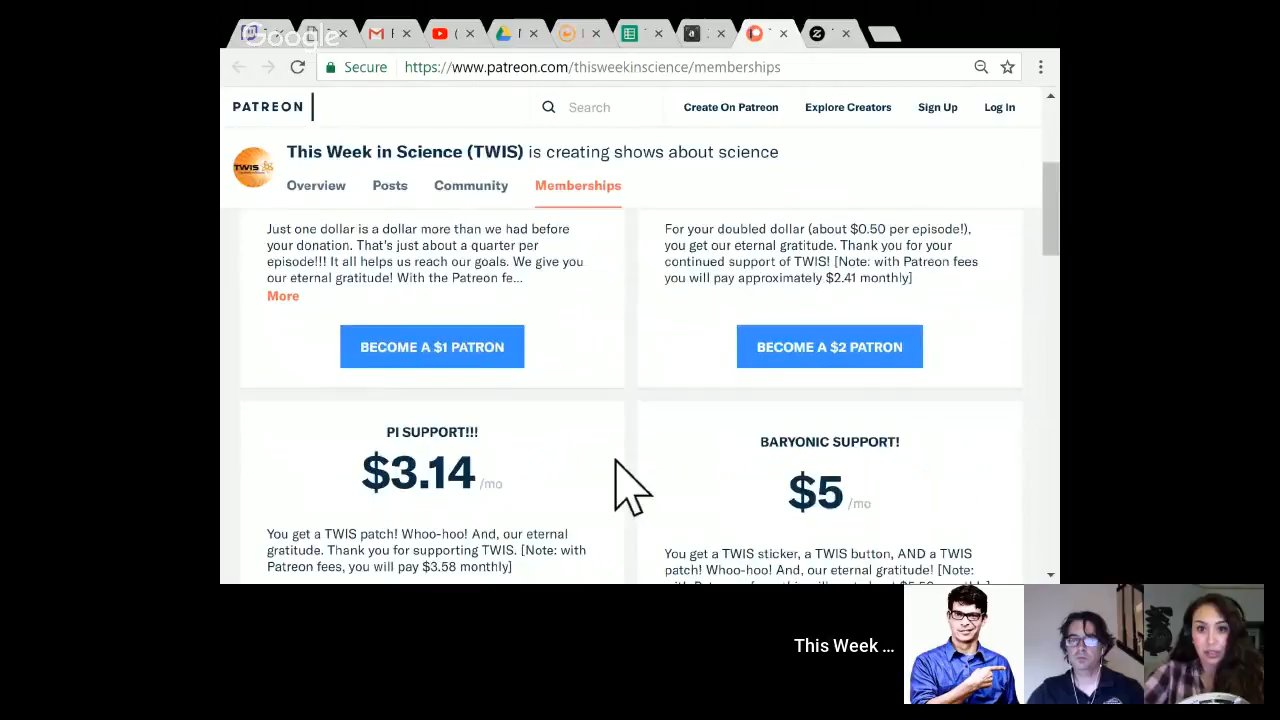 Google
Secure https://www.patreon.com/thisweekinscience/memberships
PATREON Search Create On Patreon Explore Creators Sign Up Log In
TWIS
This Week in Science (TWIS) is creating shows about science
Overview Posts Community Memberships
Just one dollar is a dollar more than we had before
your donation. That's just about a quarter per
episode!!! It all helps us reach our goals. We give you
our eternal gratitude! With the Patreon fe...
More
BECOME A $1 PATRON
For your doubled dollar (about $0.50 per episode!),
you get our eternal gratitude. Thank you for your
continued support of TWIS! [Note: with Patreon fees
you will pay approximately $2.41 monthly]
BECOME A $2 PATRON
PI SUPPORT!!!
$3.14 /mo
You get a TWIS patch! Whoo-hoo! And, our eternal
gratitude. Thank you for supporting TWIS. [Note: with
Patreon fees, you will pay $3.58 monthly]
BARYONIC SUPPORT!
$5 /mo
You get a TWIS sticker, a TWIS button, AND a TWIS
patch! Whoo-hoo! And, our eternal gratitude! [Note:
This Week ...